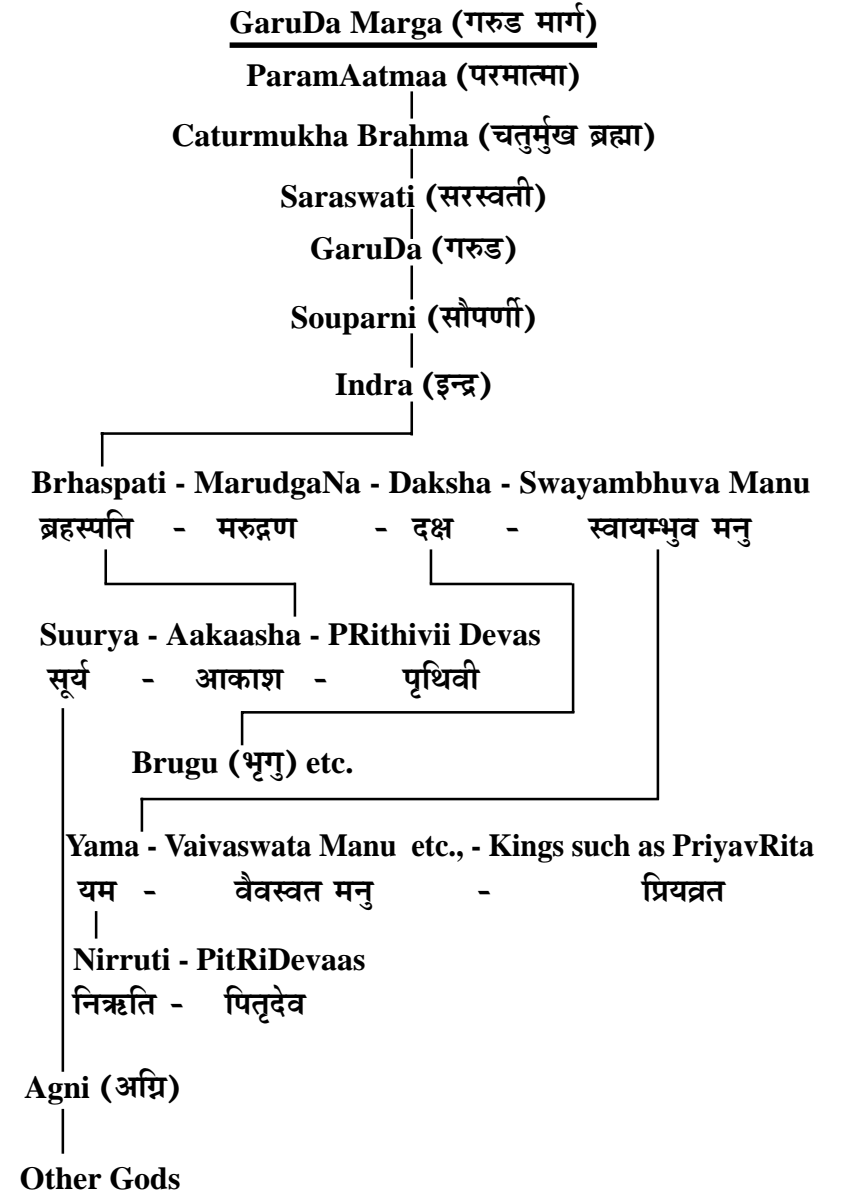 GaruDa Marga (गरुड मार्ग)
ParamAatmaa (परमात्मा)
Caturmukha Brahma (चतुर्मुख ब्रह्मा)
Saraswati (सरस्वती)
GaruDa (गरुड)
Souparni (सौपर्णी)
Indra (इन्द्र)
Brhaspati - MarudgaNa - Daksha - Swayambhuva Manu
ब्रहस्पति - मरुद्गण - दक्ष - स्वायम्भुव मनु
Suurya - Aakaasha - PRithivii Devas
सूर्य - आकाश - पृथिवी
Brugu (भृगु) etc.
Yama - Vaivaswata Manu etc., - Kings such as PriyavRita
यम - वैवस्वत मनु - प्रियव्रत
Nirruti - PitRiDevaas
निऋति - पितृदेव
Agni (अग्नि)
Other Gods